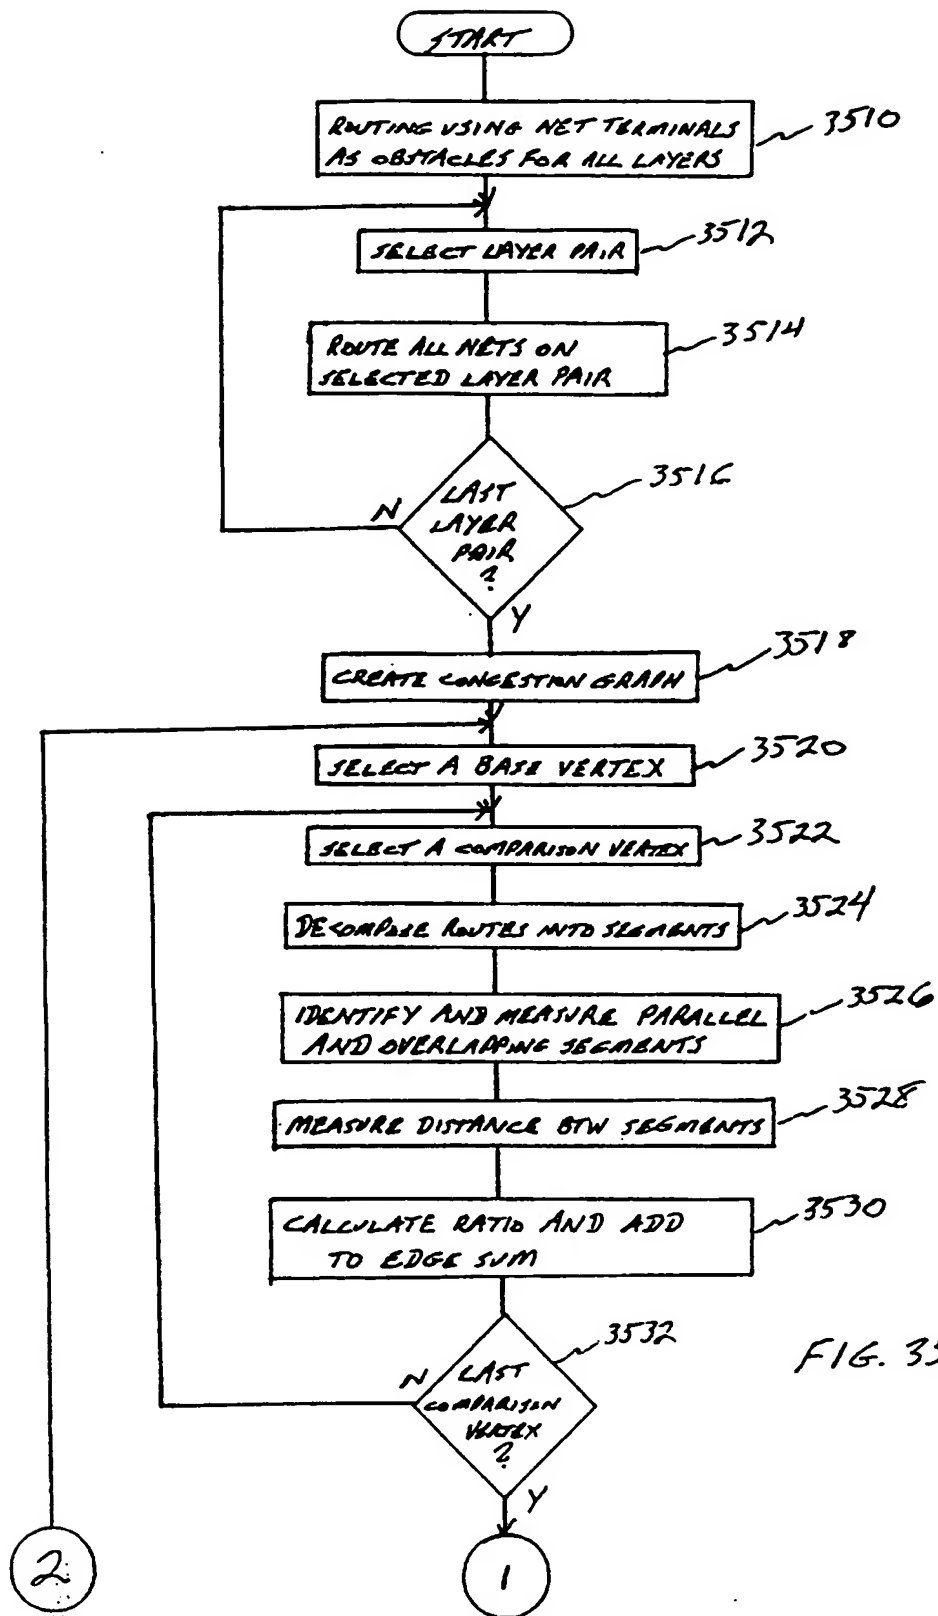 START
ROUTING USING NET TERMINALS
AS OBSTACLES FOR ALL LAYERS
3510
SELECT LAYER PAIR
3512
ROUTE ALL NETS ON
SELECTED LAYER PAIR
3514
LAST
LAYER
PAIR
?
3516
N
Y
CREATE CONGESTION GRAPH
3518
SELECT A BASE VERTEX
3520
SELECT A COMPARISON VERTEX
3522
DECOMPOSE ROUTES INTO SEGMENTS
3524
IDENTIFY AND MEASURE PARALLEL
AND OVERLAPPING SEGMENTS
3526
MEASURE DISTANCE BTW SEGMENTS
3528
CALCULATE RATIO AND ADD
TO EDGE SUM
3530
LAST
COMPARISON
VERTEX
?
3532
N
Y
FIG. 35
2
1